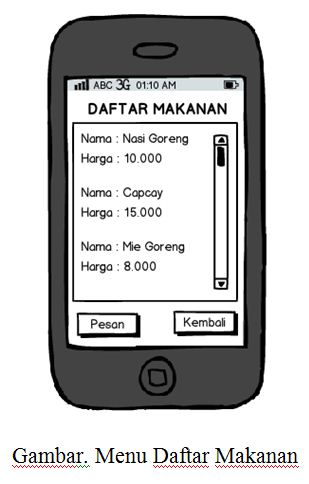 ABC 3G 01:10 AM
DAFTAR MAKANAN
Nama : Nasi Goreng
Harga : 10.000
Nama : Capcay
Harga : 15.000
Nama : Mie Goreng
Harga : 8.000
Pesan
Kembali
Gambar. Menu Daftar Makanan